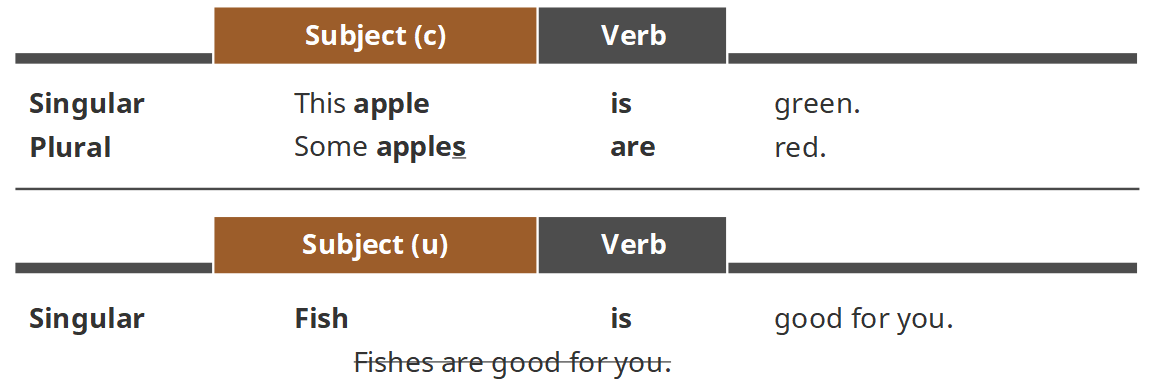 Subject (c) Verb
Singular This apple is green.
Plural Some apples are red.
Subject (u) Verb
Singular Fish is good for you.
Fishes are good for you.